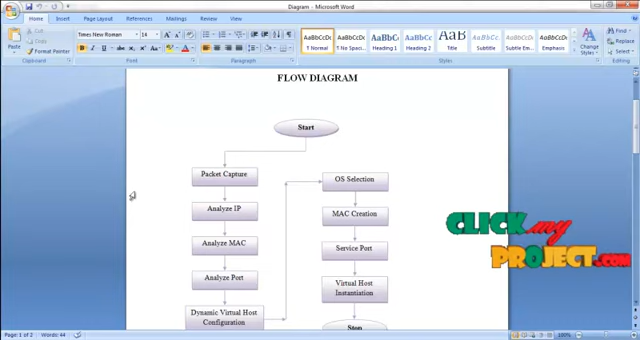 Diagram - Microsoft Word
Home
Insert
Page Layout
References
Mailings
Review
View
Paste
Cut
Copy
Format Painter
Clipboard
Times New Roman
14
Font
Paragraph
AaBbCcDc
¶ Normal
AaBbCcDc
¶ No Spaci...
AaBbC
Heading 1
AaBbCc
Heading 2
AaB
Title
AaBbCc.
Subtitle
AaBbCcDc
Subtle Em...
AaBbCcDc
Emphasis
Styles
Change
Styles
Find
Replace
Select
Editing
FLOW DIAGRAM
Start
Packet Capture
Analyze IP
Analyze MAC
Analyze Port
Dynamic Virtual Host
Configuration
OS Selection
MAC Creation
Service Port
Virtual Host
Instantiation
Stop
CLICK my
PROJECT.com
Page: 1 of 2
Words: 44
100%